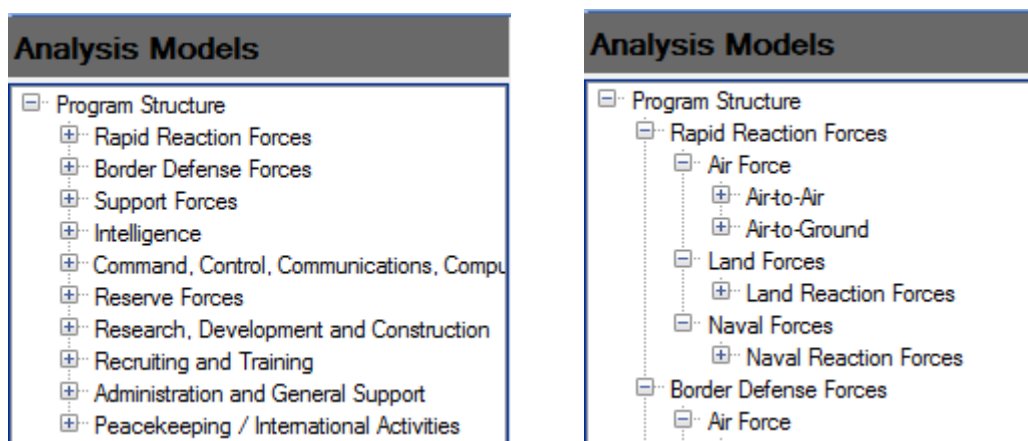 Analysis Models
Program Structure
Rapid Reaction Forces
Border Defense Forces
Support Forces
Intelligence
Command, Control, Communications, Compu
Reserve Forces
Research, Development and Construction
Recruiting and Training
Administration and General Support
Peacekeeping / International Activities
Analysis Models
Program Structure
Rapid Reaction Forces
Air Force
Air-to-Air
Air-to-Ground
Land Forces
Land Reaction Forces
Naval Forces
Naval Reaction Forces
Border Defense Forces
Air Force